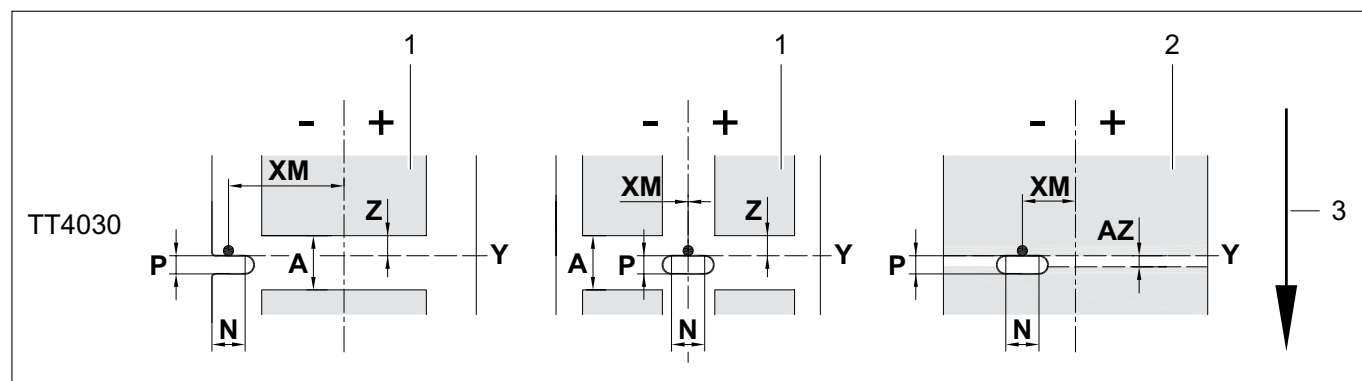 1 1 2
- + - + - +
XM XM XM
Z Z AZ
TT4030 P A Y A P Y P Y 3
N N N